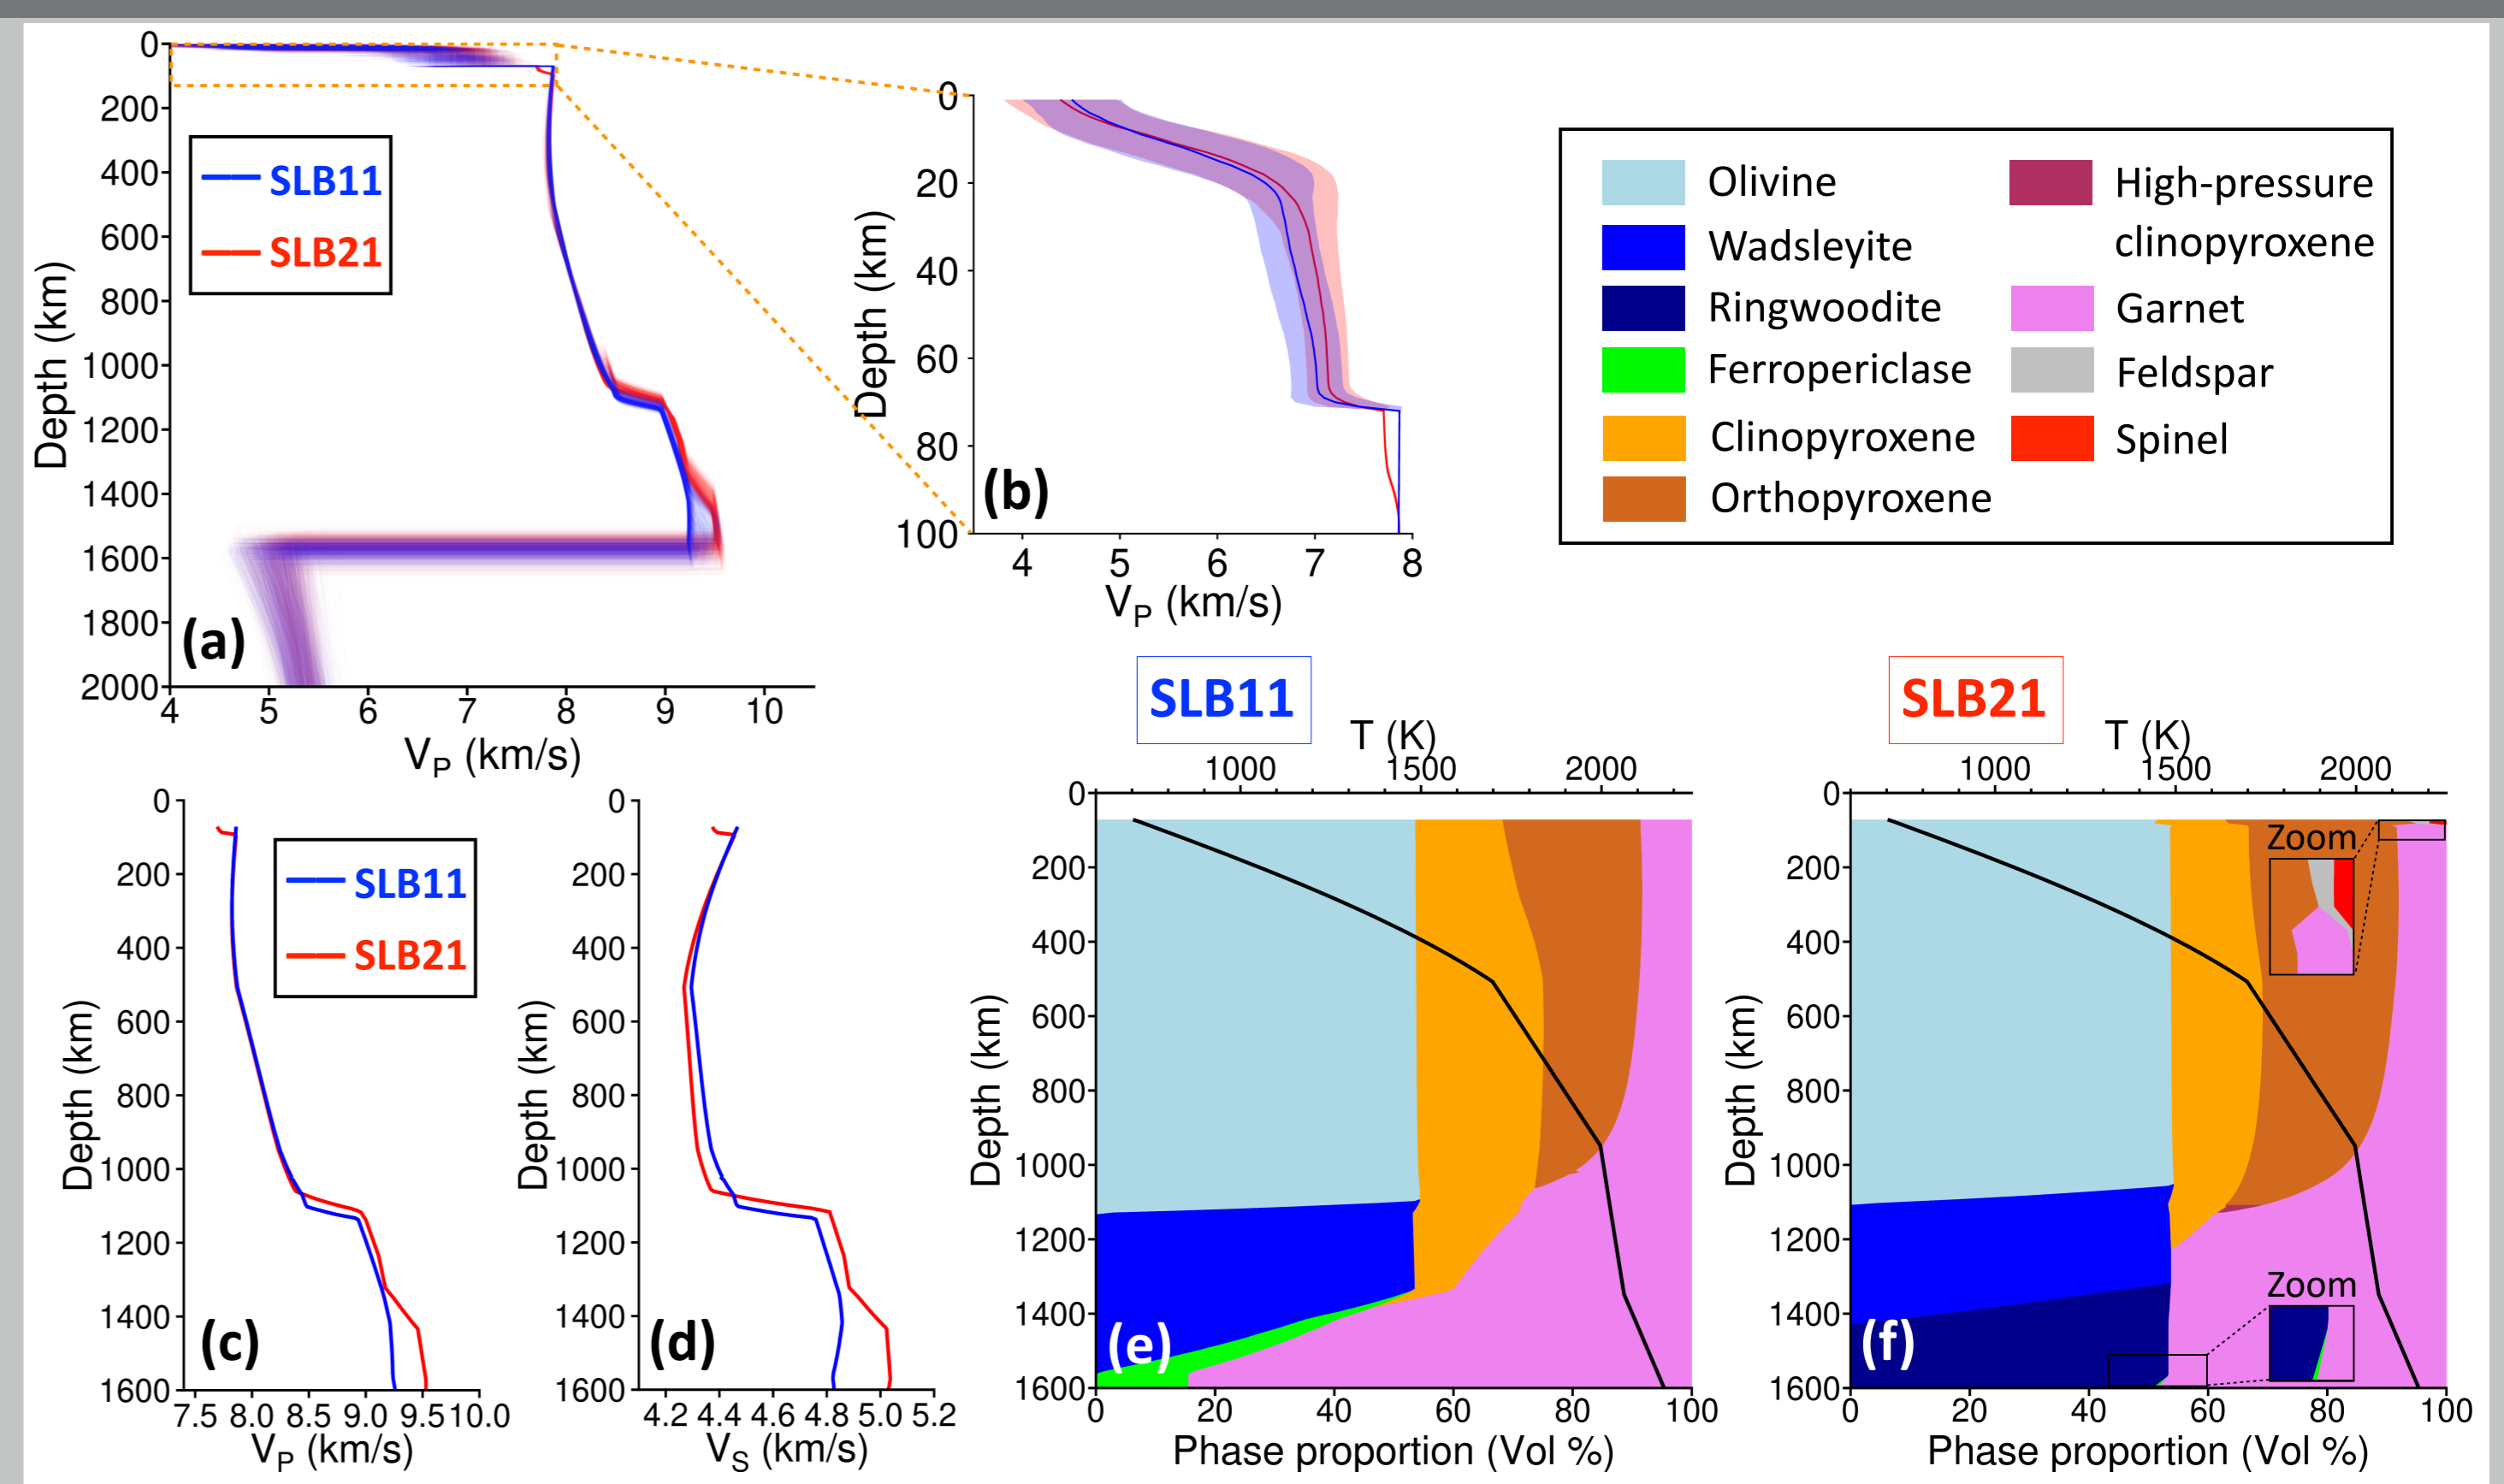 0
200
400
600
800
1000
1200
1400
1600
1800
2000
Depth (km)
SLB11
SLB21
(a)
4 5 6 7 8 9 10
V_P (km/s)
0
20
40
60
80
100
Depth (km)
(b)
4 5 6 7 8
V_P (km/s)
Olivine
Wadsleyite
Ringwoodite
Ferropericlase
Clinopyroxene
Orthopyroxene
High-pressure
clinopyroxene
Garnet
Feldspar
Spinel
0
200
400
600
800
1000
1200
1400
1600
Depth (km)
SLB11
SLB21
(c)
7.5 8.0 8.5 9.0 9.5 10.0
V_P (km/s)
0
200
400
600
800
1000
1200
1400
1600
Depth (km)
(d)
4.2 4.4 4.6 4.8 5.0 5.2
V_S (km/s)
SLB11
T (K)
1000 1500 2000
0
200
400
600
800
1000
1200
1400
1600
Depth (km)
(e)
0 20 40 60 80 100
Phase proportion (Vol %)
SLB21
T (K)
1000 1500 2000
0
200
400
600
800
1000
1200
1400
1600
Depth (km)
Zoom
Zoom
(f)
0 20 40 60 80 100
Phase proportion (Vol %)